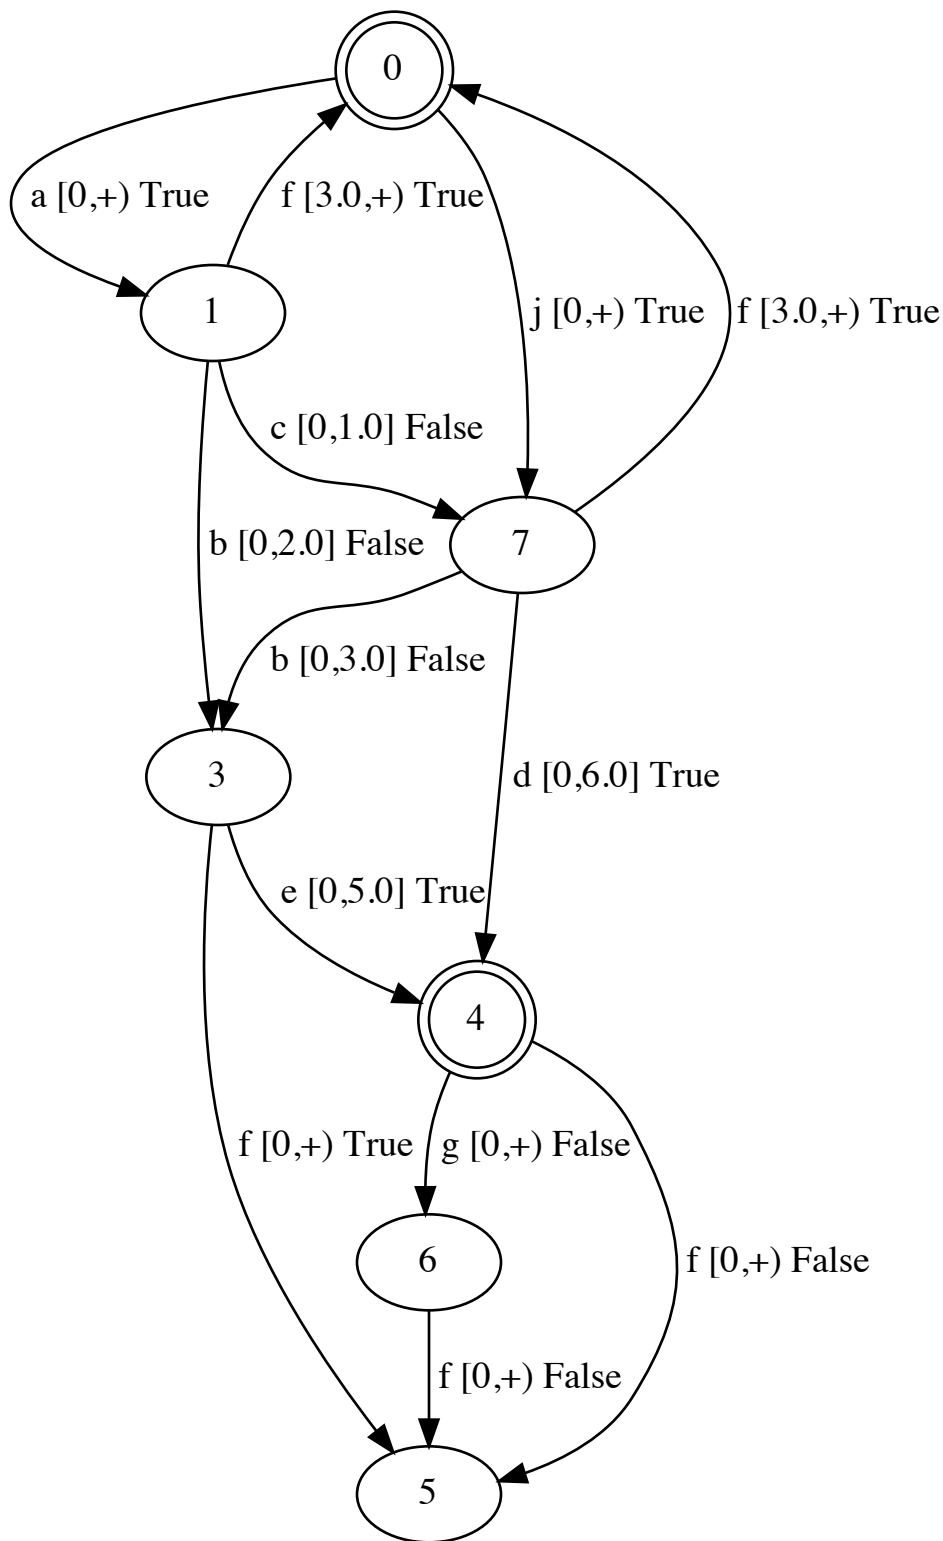 0
a [0,+) True
f [3.0,+) True
1
j [0,+) True
f [3.0,+) True
c [0,1.0] False
b [0,2.0] False
7
b [0,3.0] False
3
d [0,6.0] True
e [0,5.0] True
4
f [0,+) True
g [0,+) False
6
f [0,+) False
f [0,+) False
5